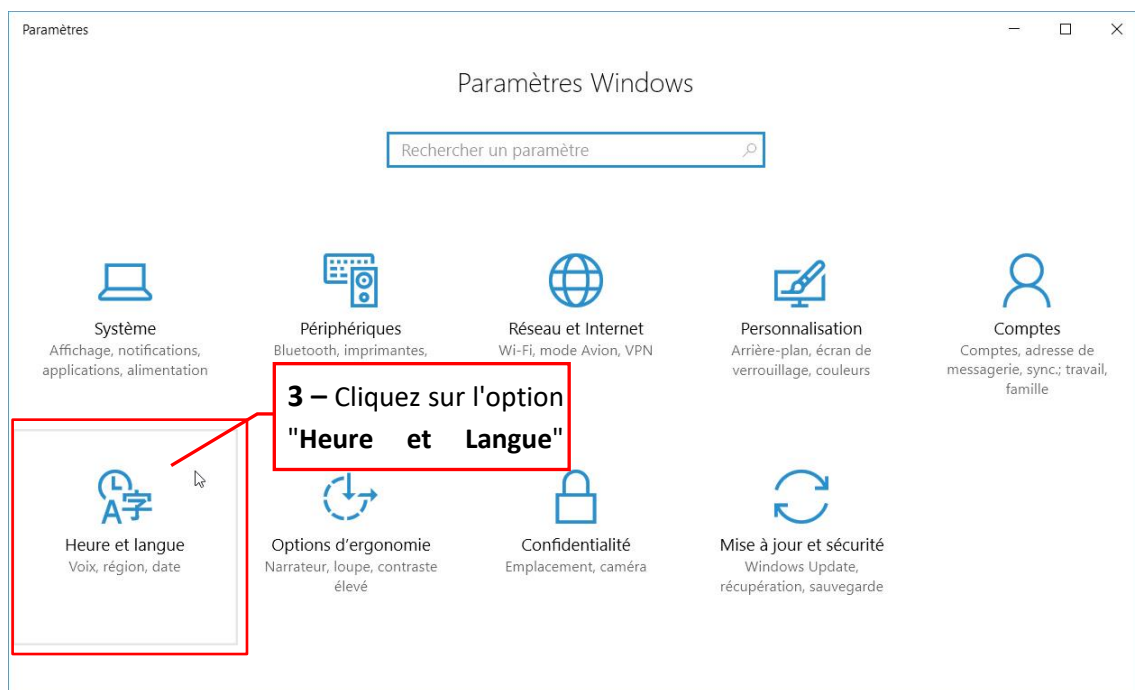 Paramètres
Paramètres Windows
Rechercher un paramètre
Système
Affichage, notifications,
applications, alimentation
Périphériques
Bluetooth, imprimantes,
Réseau et Internet
Wi-Fi, mode Avion, VPN
Personnalisation
Arrière-plan, écran de
verrouillage, couleurs
Comptes
Comptes, adresse de
messagerie, sync.; travail,
famille
3 – Cliquez sur l'option
"Heure et Langue"
A字
Heure et langue
Voix, région, date
Options d’ergonomie
Narrateur, loupe, contraste
élevé
Confidentialité
Emplacement, caméra
Mise à jour et sécurité
Windows Update,
récupération, sauvegarde